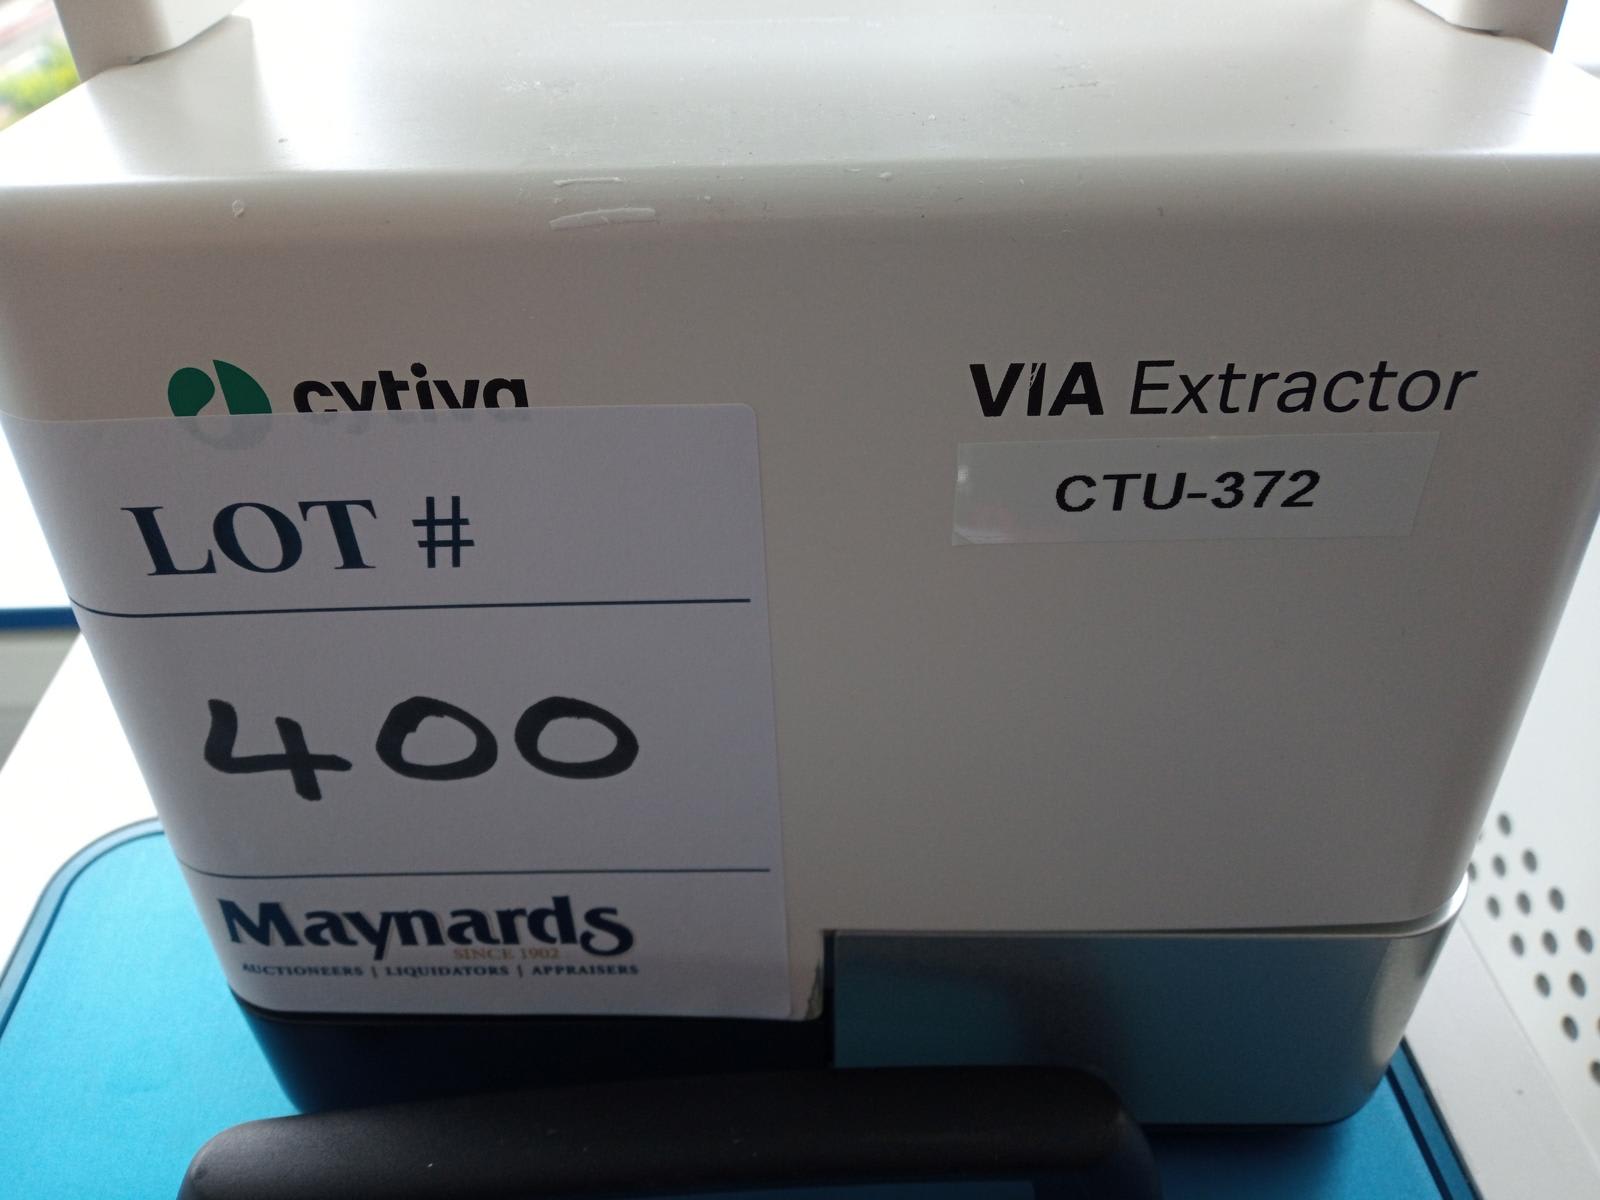 cytiva
VIA Extractor
CTU-372
LOT #
400
Maynards
SINCE 1902
AUCTIONEERS | LIQUIDATORS | APPRAISERS